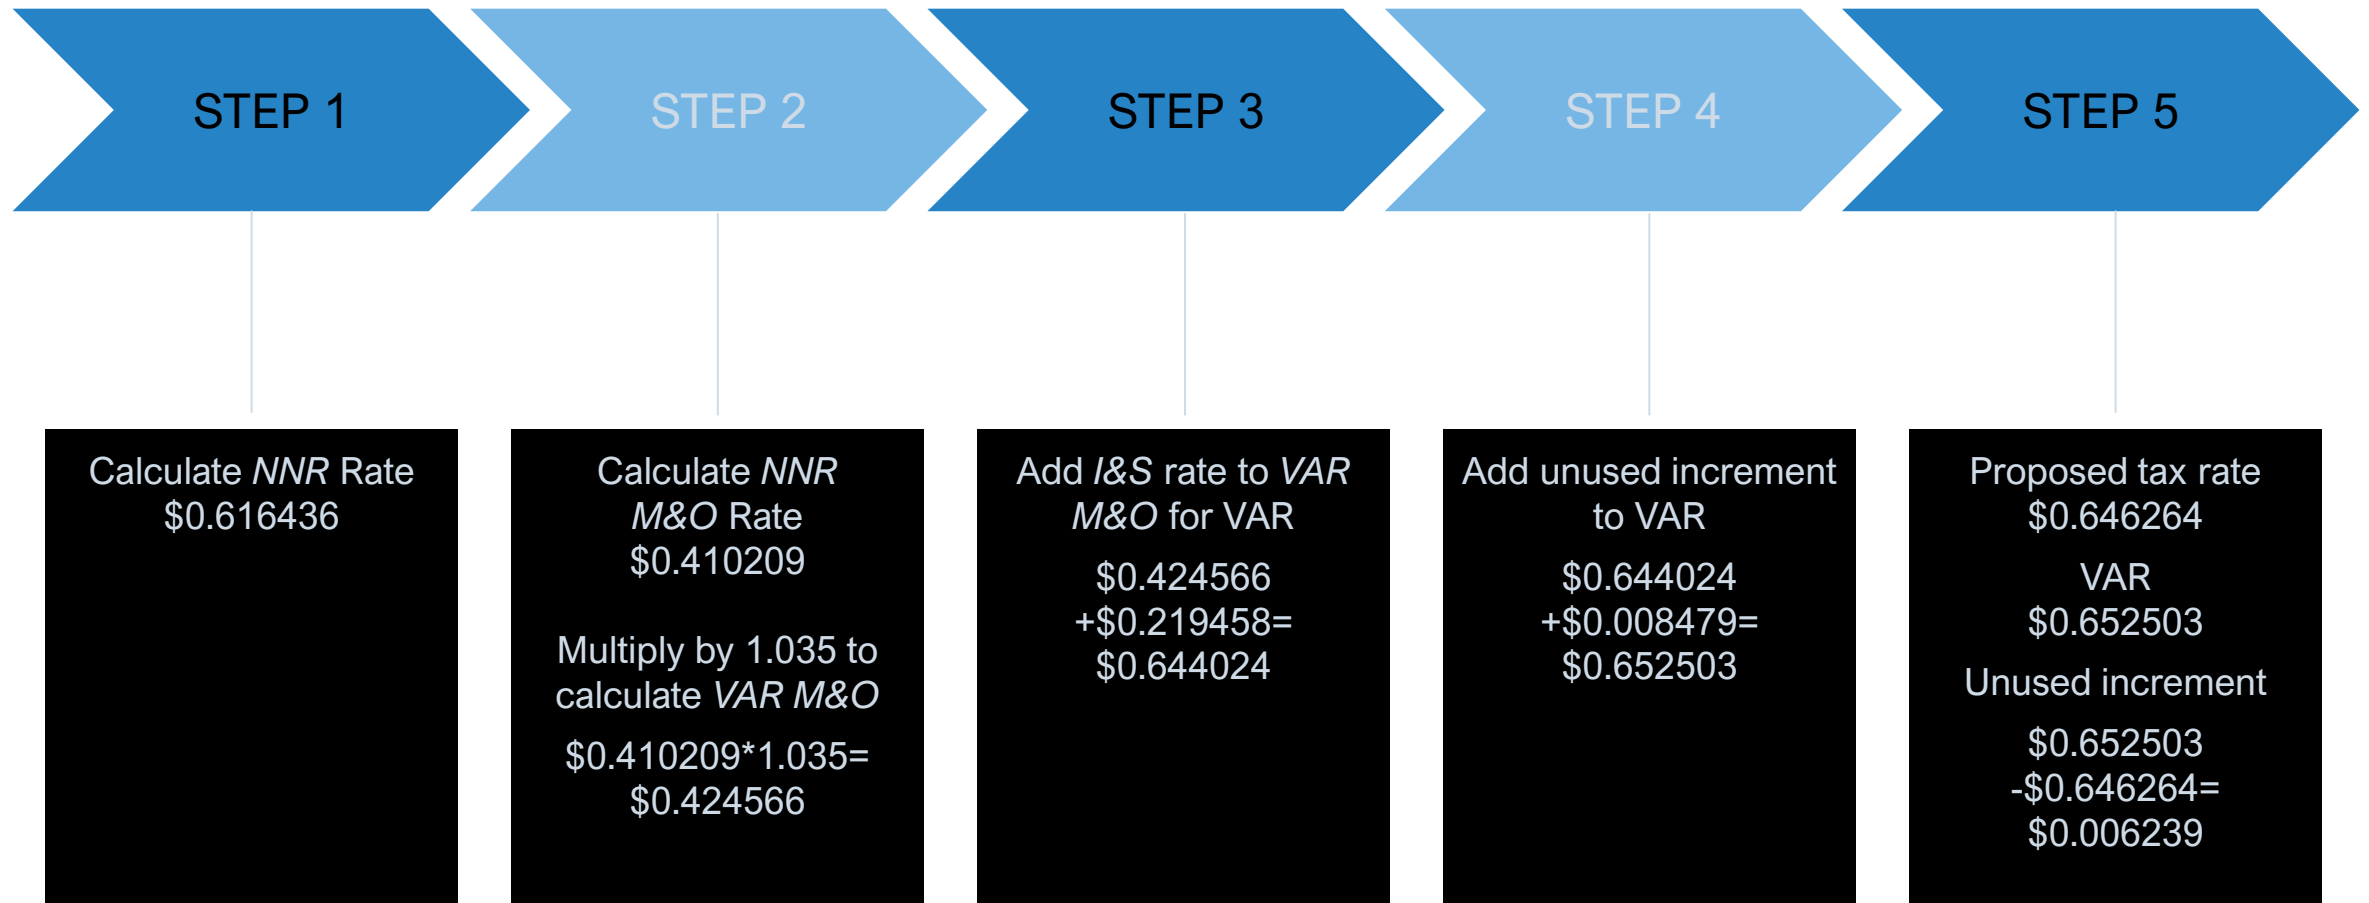 STEP 1
STEP 2
STEP 3
STEP 4
STEP 5
Calculate NNR Rate
$0.616436
Calculate NNR
M&O Rate
$0.410209
Multiply by 1.035 to
calculate VAR M&O
$0.410209*1.035=
$0.424566
Add I&S rate to VAR
M&O for VAR
$0.424566
+$0.219458=
$0.644024
Add unused increment
to VAR
$0.644024
+$0.008479=
$0.652503
Proposed tax rate
$0.646264
VAR
$0.652503
Unused increment
$0.652503
-$0.646264=
$0.006239